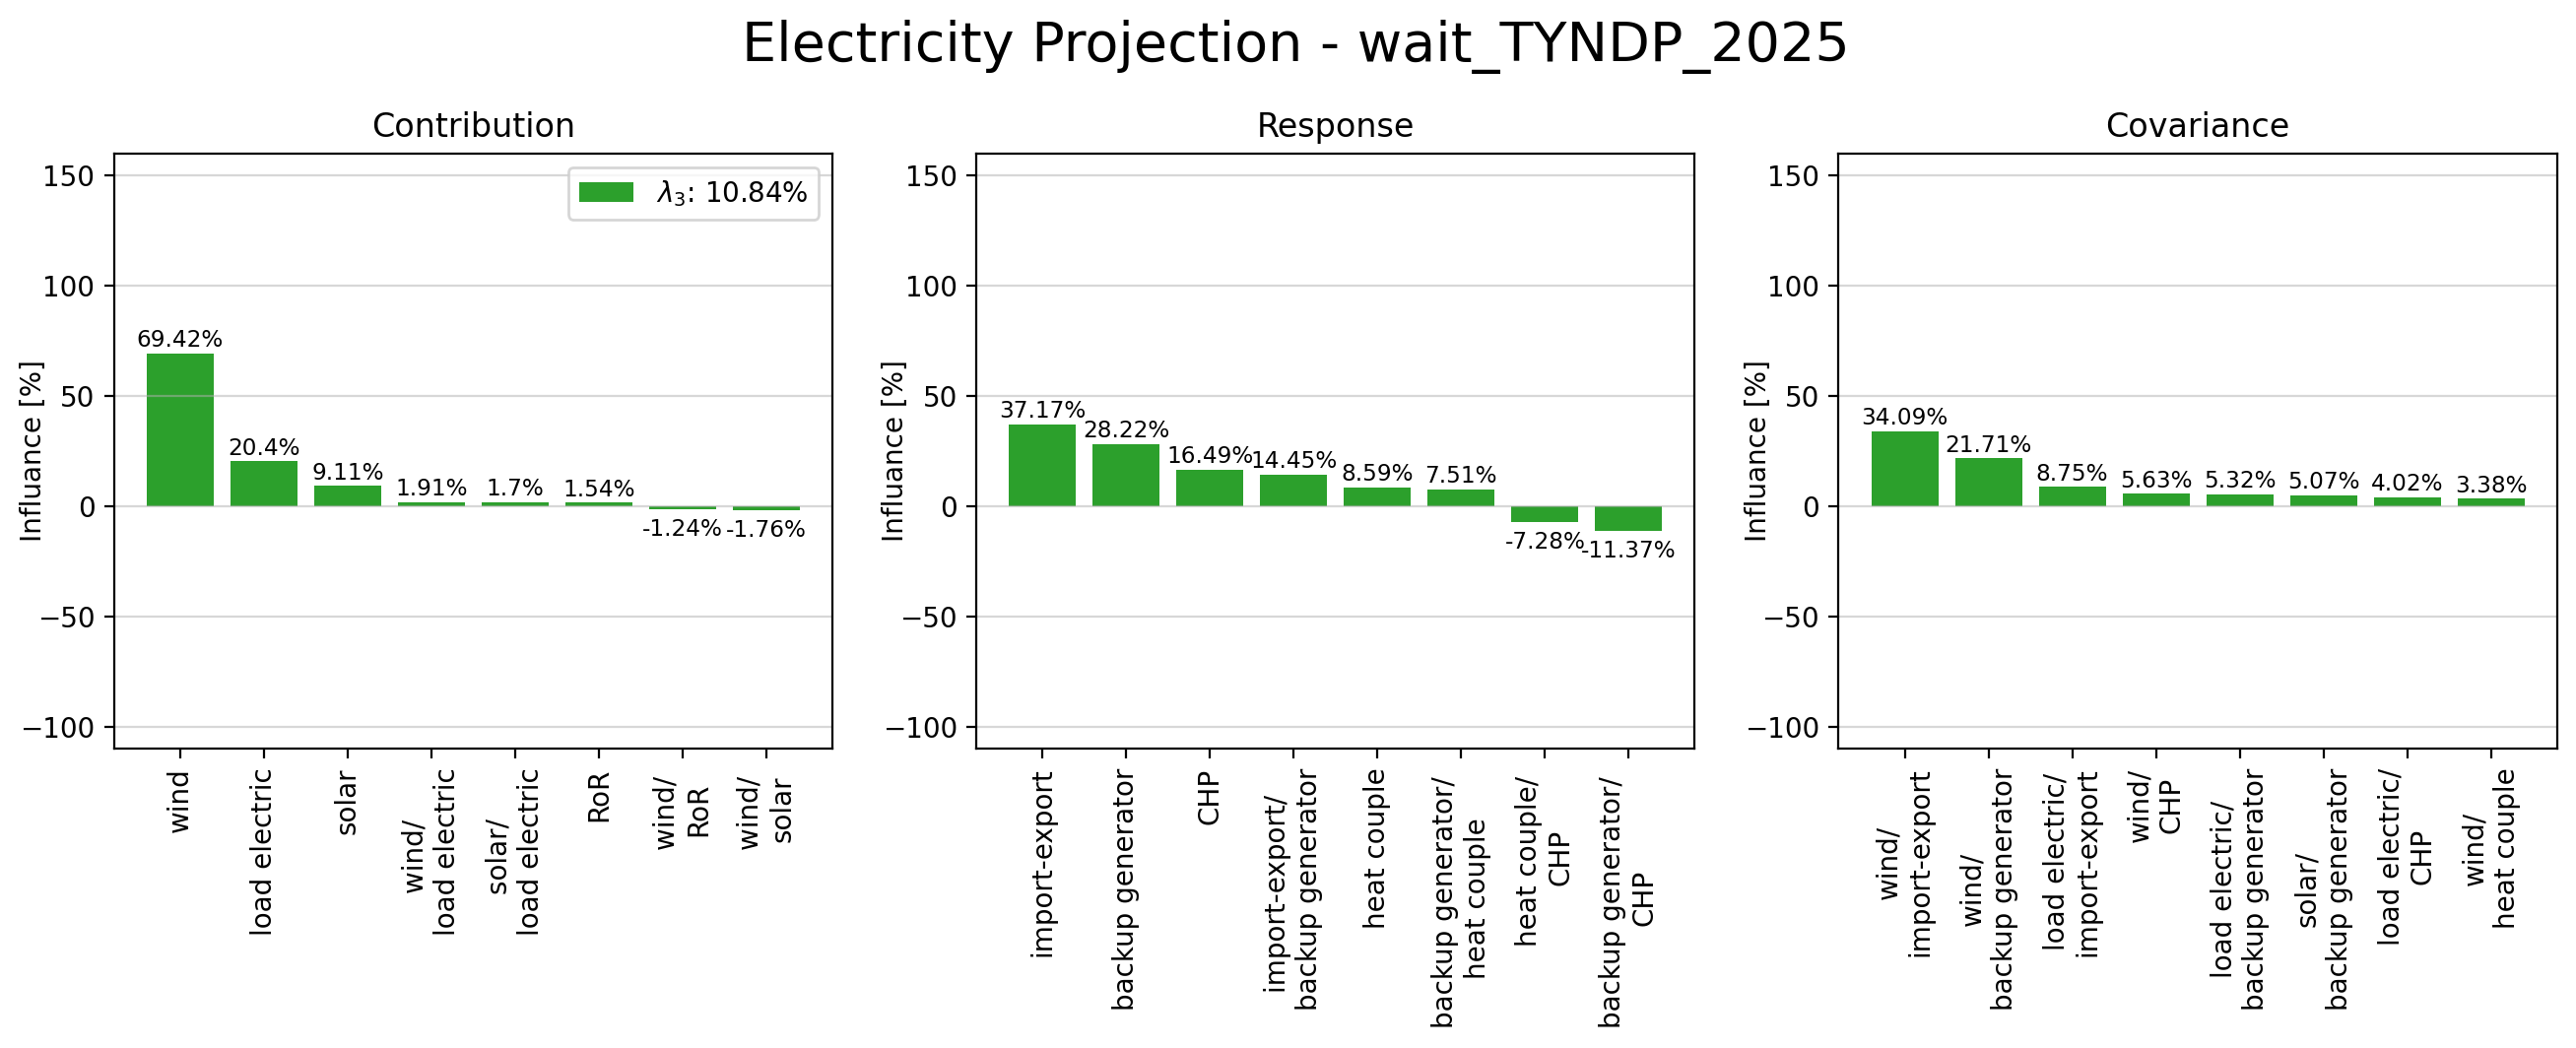 Electricity Projection - wait_TYNDP_2025
Contribution
λ3: 10.84%
Influance [%]
150
100
50
0
−50
−100
69.42%
20.4%
9.11%
1.91%
1.7%
1.54%
-1.24%
-1.76%
wind
load electric
solar
wind/
load electric
solar/
load electric
RoR
wind/
RoR
wind/
solar
Response
Influance [%]
150
100
50
0
−50
−100
37.17%
28.22%
16.49%
14.45%
8.59%
7.51%
-7.28%
-11.37%
import-export
backup generator
CHP
import-export/
backup generator
heat couple
backup generator/
heat couple
heat couple/
CHP
backup generator/
CHP
Covariance
Influance [%]
150
100
50
0
−50
−100
34.09%
21.71%
8.75%
5.63%
5.32%
5.07%
4.02%
3.38%
wind/
import-export
wind/
backup generator
load electric/
import-export
wind/
CHP
load electric/
backup generator
solar/
backup generator
load electric/
CHP
wind/
heat couple